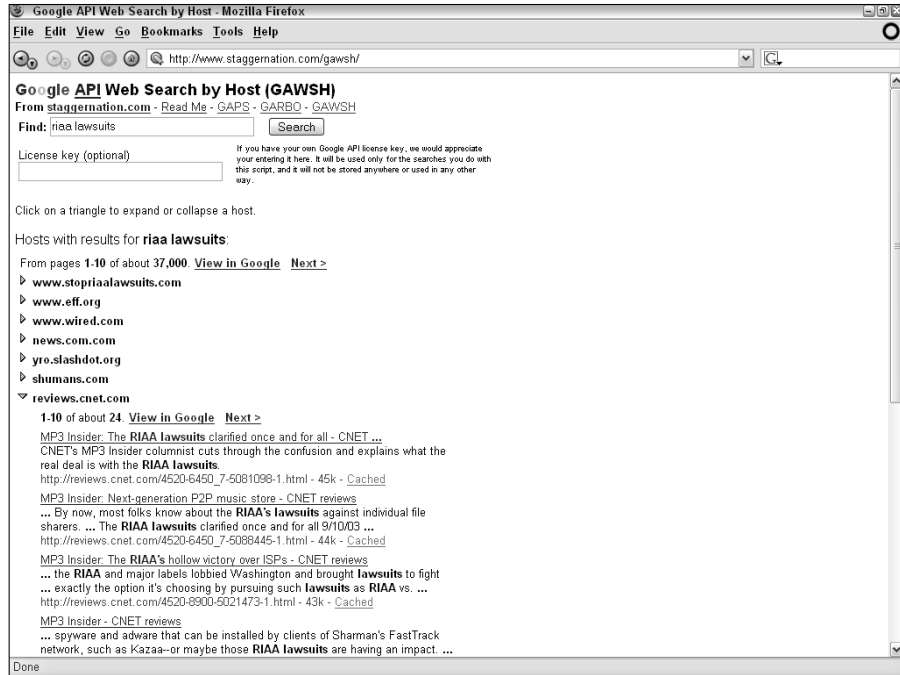 Google API Web Search by Host - Mozilla Firefox
File Edit View Go Bookmarks Tools Help
http://www.staggernation.com/gawsh/
G
Google API Web Search by Host (GAWSH)
From staggernation.com - Read Me - GAPS - GARBO - GAWSH
Find: riaa lawsuits Search
License key (optional)
If you have your own Google API license key, we would appreciate
your entering it here. It will be used only for the searches you do with
this script, and it will not be stored anywhere or used in any other
way.
Click on a triangle to expand or collapse a host.
Hosts with results for riaa lawsuits:
From pages 1-10 of about 37,000. View in Google Next >
www.stopriaalawsuits.com
www.eff.org
www.wired.com
news.com.com
yro.slashdot.org
shumans.com
reviews.cnet.com
1-10 of about 24. View in Google Next >
MP3 Insider: The RIAA lawsuits clarified once and for all - CNET ...
CNET's MP3 Insider columnist cuts through the confusion and explains what the
real deal is with the RIAA lawsuits.
http://reviews.cnet.com/4520-6450_7-5081098-1.html - 45k - Cached
MP3 Insider: Next-generation P2P music store - CNET reviews
... By now, most folks know about the RIAA's lawsuits against individual file
sharers. ... The RIAA lawsuits clarified once and for all 9/10/03 ...
http://reviews.cnet.com/4520-6450_7-5088445-1.html - 44k - Cached
MP3 Insider: The RIAA's hollow victory over ISPs - CNET reviews
... the RIAA and major labels lobbied Washington and brought lawsuits to fight
... exactly the option it's choosing by pursuing such lawsuits as RIAA vs. ...
http://reviews.cnet.com/4520-8900-5021473-1.html - 43k - Cached
MP3 Insider - CNET reviews
... spyware and adware that can be installed by clients of Sharman's FastTrack
network, such as Kazaa--or maybe those RIAA lawsuits are having an impact. ...
Done